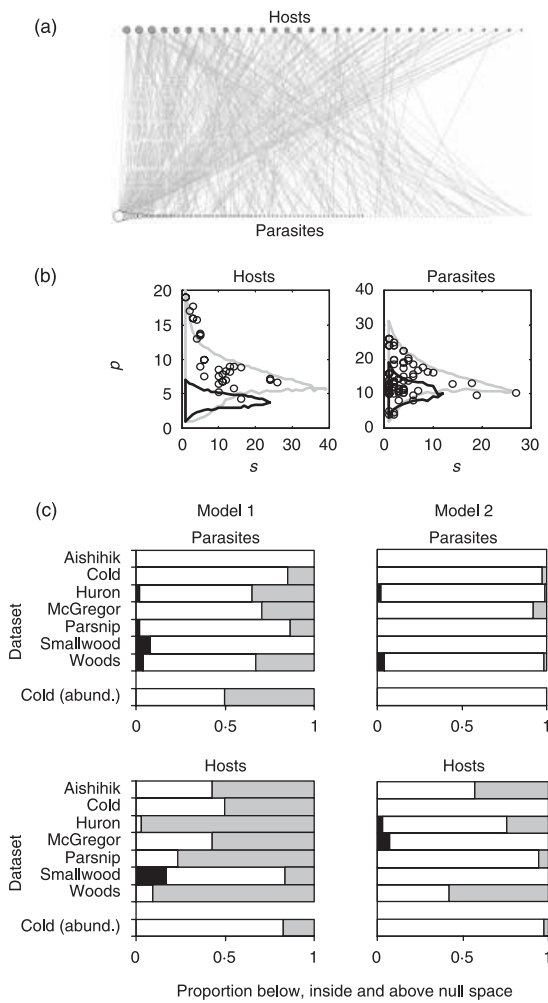 (a)
Hosts
Parasites
(b)
Hosts
Parasites
p
20
15
10
5
0
0 10 20 30 40
s
40
30
20
10
0
0 10 20 30
s
(c)
Model 1
Model 2
Parasites
Parasites
Dataset
Aishihik
Cold
Huron
McGregor
Parsnip
Smallwood
Woods
Cold (abund.)
0 0·5 1
0 0·5 1
Hosts
Hosts
Dataset
Aishihik
Cold
Huron
McGregor
Parsnip
Smallwood
Woods
Cold (abund.)
0 0·5 1
0 0·5 1
Proportion below, inside and above null space